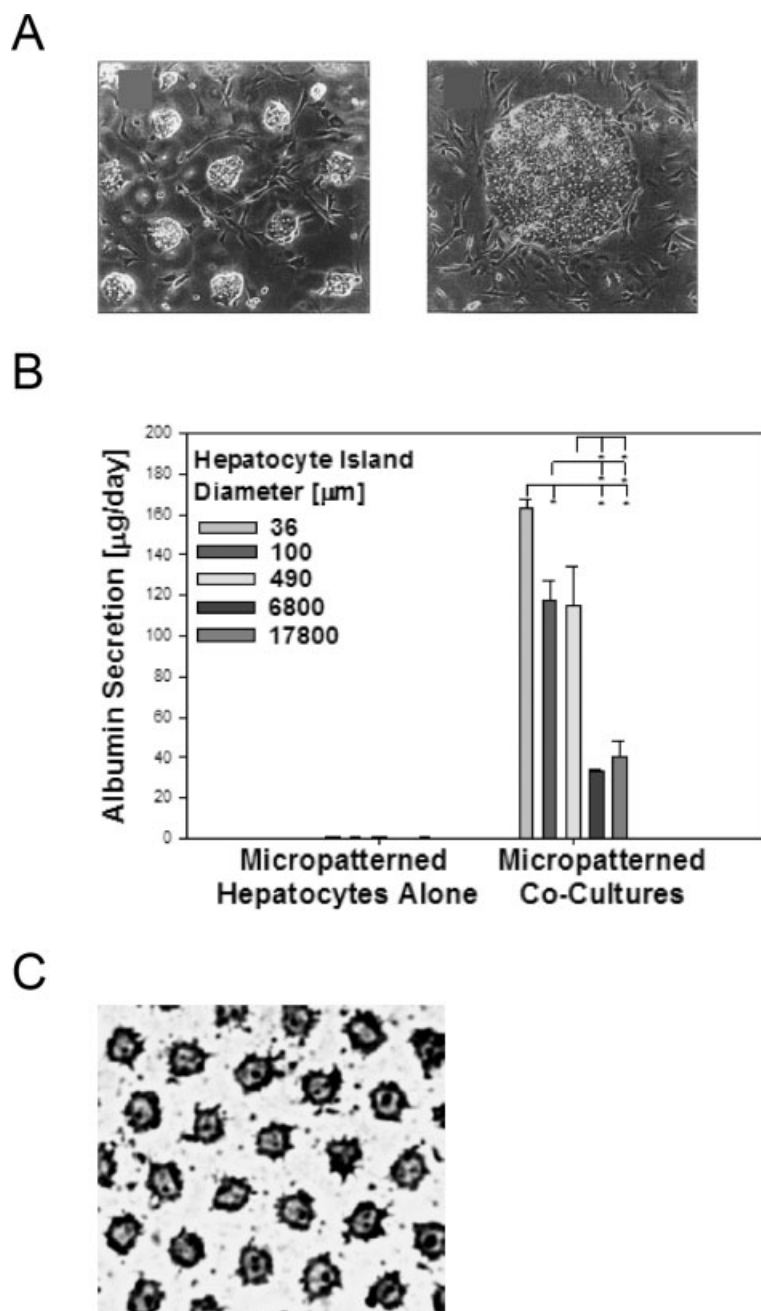 A
B
200
180
160
140
120
100
80
60
40
20
0
Albumin Secretion [µg/day]
Hepatocyte Island
Diameter [µm]
36
100
490
6800
17800
* *
* *
* * *
Micropatterned
Hepatocytes Alone
Micropatterned
Co-Cultures
C